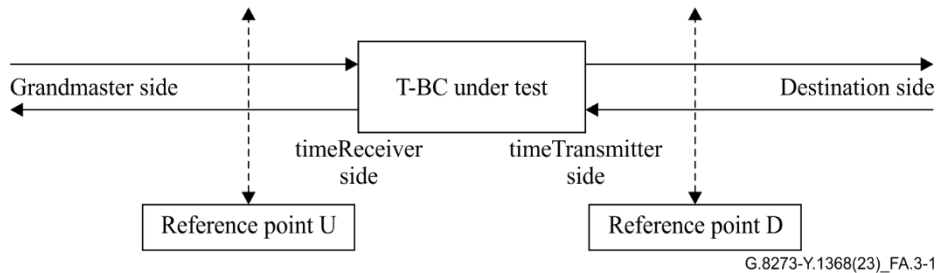 Grandmaster side
T-BC under test
Destination side
timeReceiver
side
timeTransmitter
side
Reference point U
Reference point D
G.8273-Y.1368(23)_FA.3-1